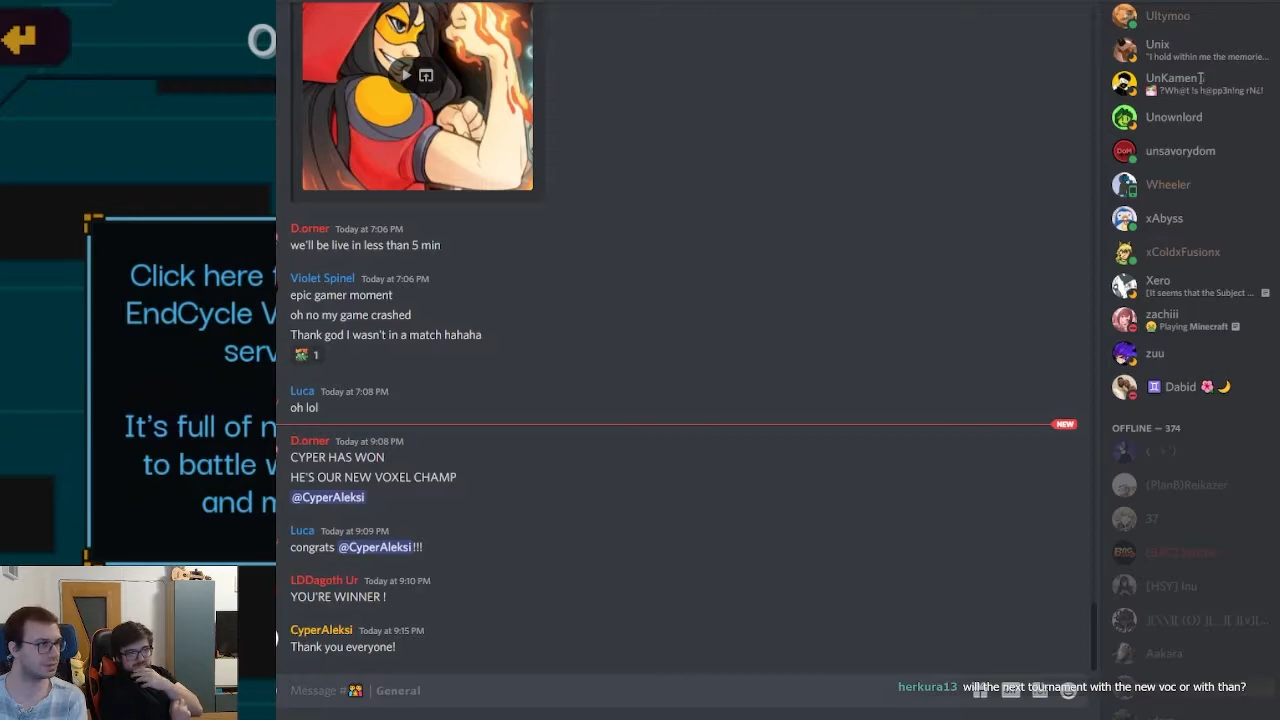 O
Click here
EndCycle V
serv
It's full of
to battle
and m
D.orner Today at 7:06 PM
we'll be live in less than 5 min
Violet Spinel Today at 7:06 PM
epic gamer moment
oh no my game crashed
Thank god I wasn't in a match hahaha
1
Luca Today at 7:08 PM
oh lol
NEW
D.orner Today at 9:08 PM
CYPER HAS WON
HE'S OUR NEW VOXEL CHAMP
@CyperAleksi
Luca Today at 9:09 PM
congrats @CyperAleksi!!!
LDDagoth Ur Today at 9:10 PM
YOU'RE WINNER !
CyperAleksi Today at 9:15 PM
Thank you everyone!
Message # | General
herkura13 will the next tournament with the new voc or with than?
Ultymoo
Unix
"I hold within me the memorie...
UnKamen
?Wh@t !s h@pp3n!ng rN¿!
Unownlord
unsavorydom
Wheeler
xAbyss
xColdxFusionx
Xero
[It seems that the Subject ...
zachiii
Playing Minecraft
zuu
Dabid
OFFLINE — 374
(PlanB)Reikazer
37
[HSY] Inu
Aakara